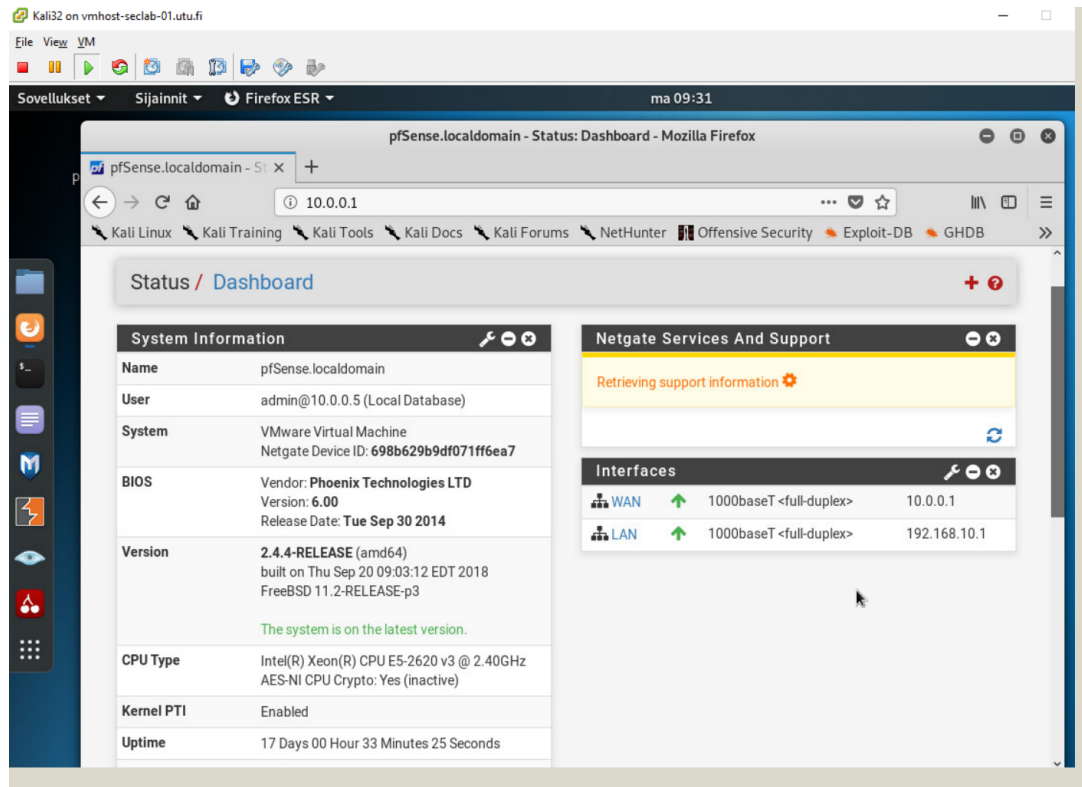 Kali32 on vmhost-seclab-01.utu.fi
File View VM
Sovellukset Sijainnit Firefox ESR ma 09:31
pfSense.localdomain - Status: Dashboard - Mozilla Firefox
pfSense.localdomain - St
10.0.0.1
Kali Linux Kali Training Kali Tools Kali Docs Kali Forums NetHunter Offensive Security Exploit-DB GHDB
Status / Dashboard
System Information
Name pfSense.localdomain
User admin@10.0.0.5 (Local Database)
System VMware Virtual Machine
Netgate Device ID: 698b629b9df071ff6ea7
BIOS Vendor: Phoenix Technologies LTD
Version: 6.00
Release Date: Tue Sep 30 2014
Version 2.4.4-RELEASE (amd64)
built on Thu Sep 20 09:03:12 EDT 2018
FreeBSD 11.2-RELEASE-p3
The system is on the latest version.
CPU Type Intel(R) Xeon(R) CPU E5-2620 v3 @ 2.40GHz
AES-NI CPU Crypto: Yes (inactive)
Kernel PTI Enabled
Uptime 17 Days 00 Hour 33 Minutes 25 Seconds
Netgate Services And Support
Retrieving support information
Interfaces
WAN 1000baseT <full-duplex> 10.0.0.1
LAN 1000baseT <full-duplex> 192.168.10.1